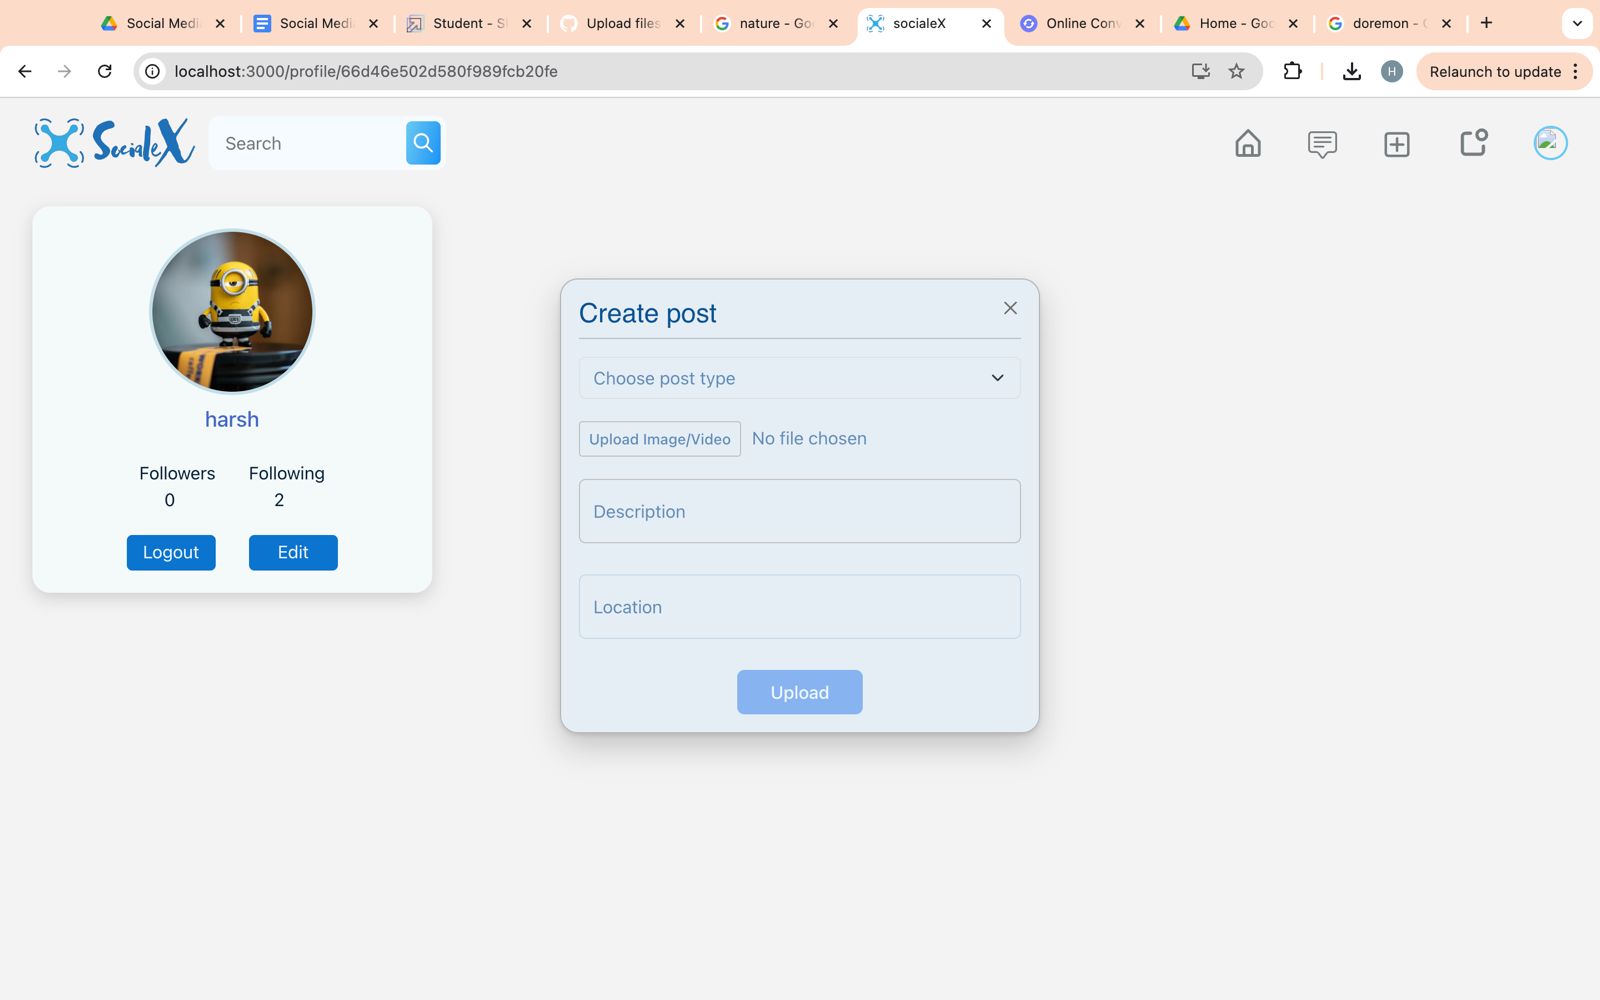 Social Medi
Social Medi
Student - S
Upload files
nature - Goo
socialeX
Online Conv
Home - Goo
doremon -
localhost:3000/profile/66d46e502d580f989fcb20fe
H
Relaunch to update
SocialeX
Search
harsh
Followers
Following
0
2
Logout
Edit
Create post
Choose post type
Upload Image/Video
No file chosen
Description
Location
Upload